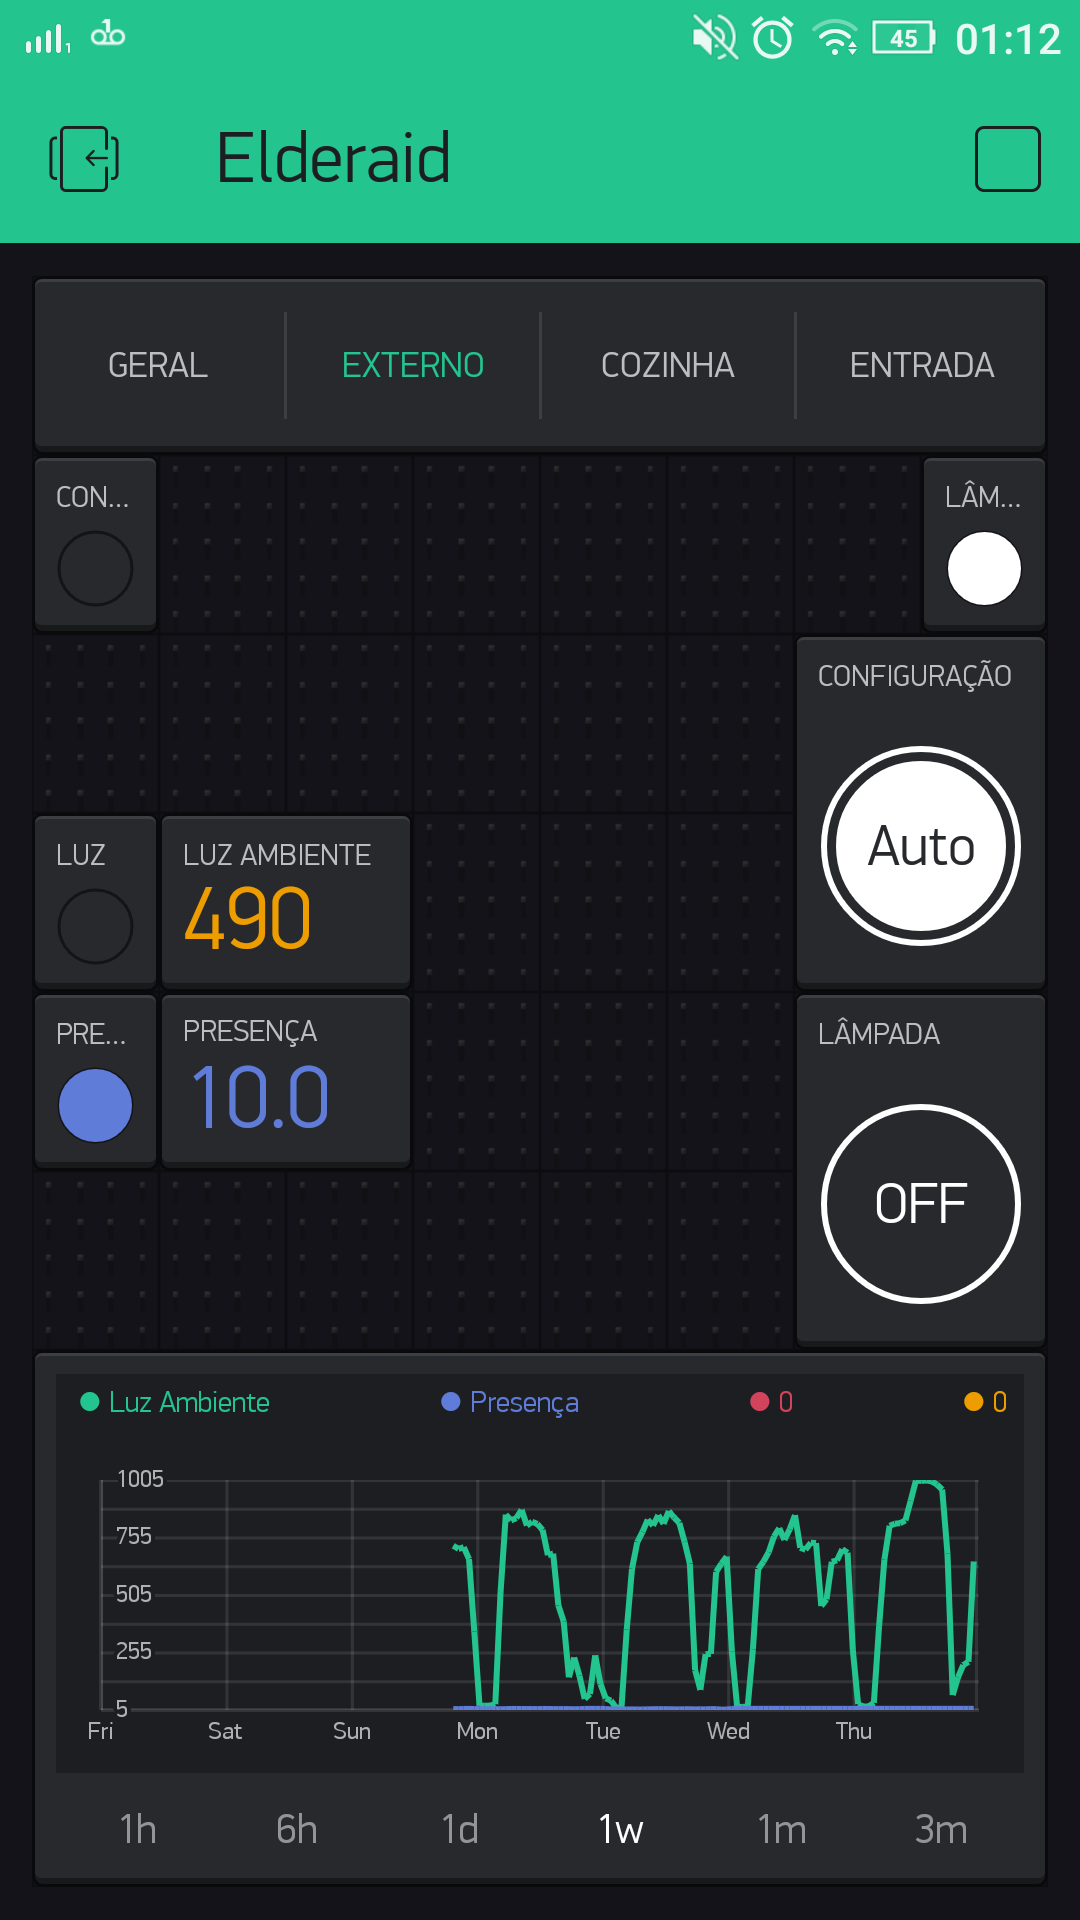 1 45 01:12
Elderaid
GERAL EXTERNO COZINHA ENTRADA
CON... LÂM...
CONFIGURAÇÃO
Auto
LUZ LUZ AMBIENTE
490
PRE... PRESENÇA LÂMPADA
10.0
OFF
Luz Ambiente Presença 0 0
1005
755
505
255
5
Fri Sat Sun Mon Tue Wed Thu
1h 6h 1d 1w 1m 3m